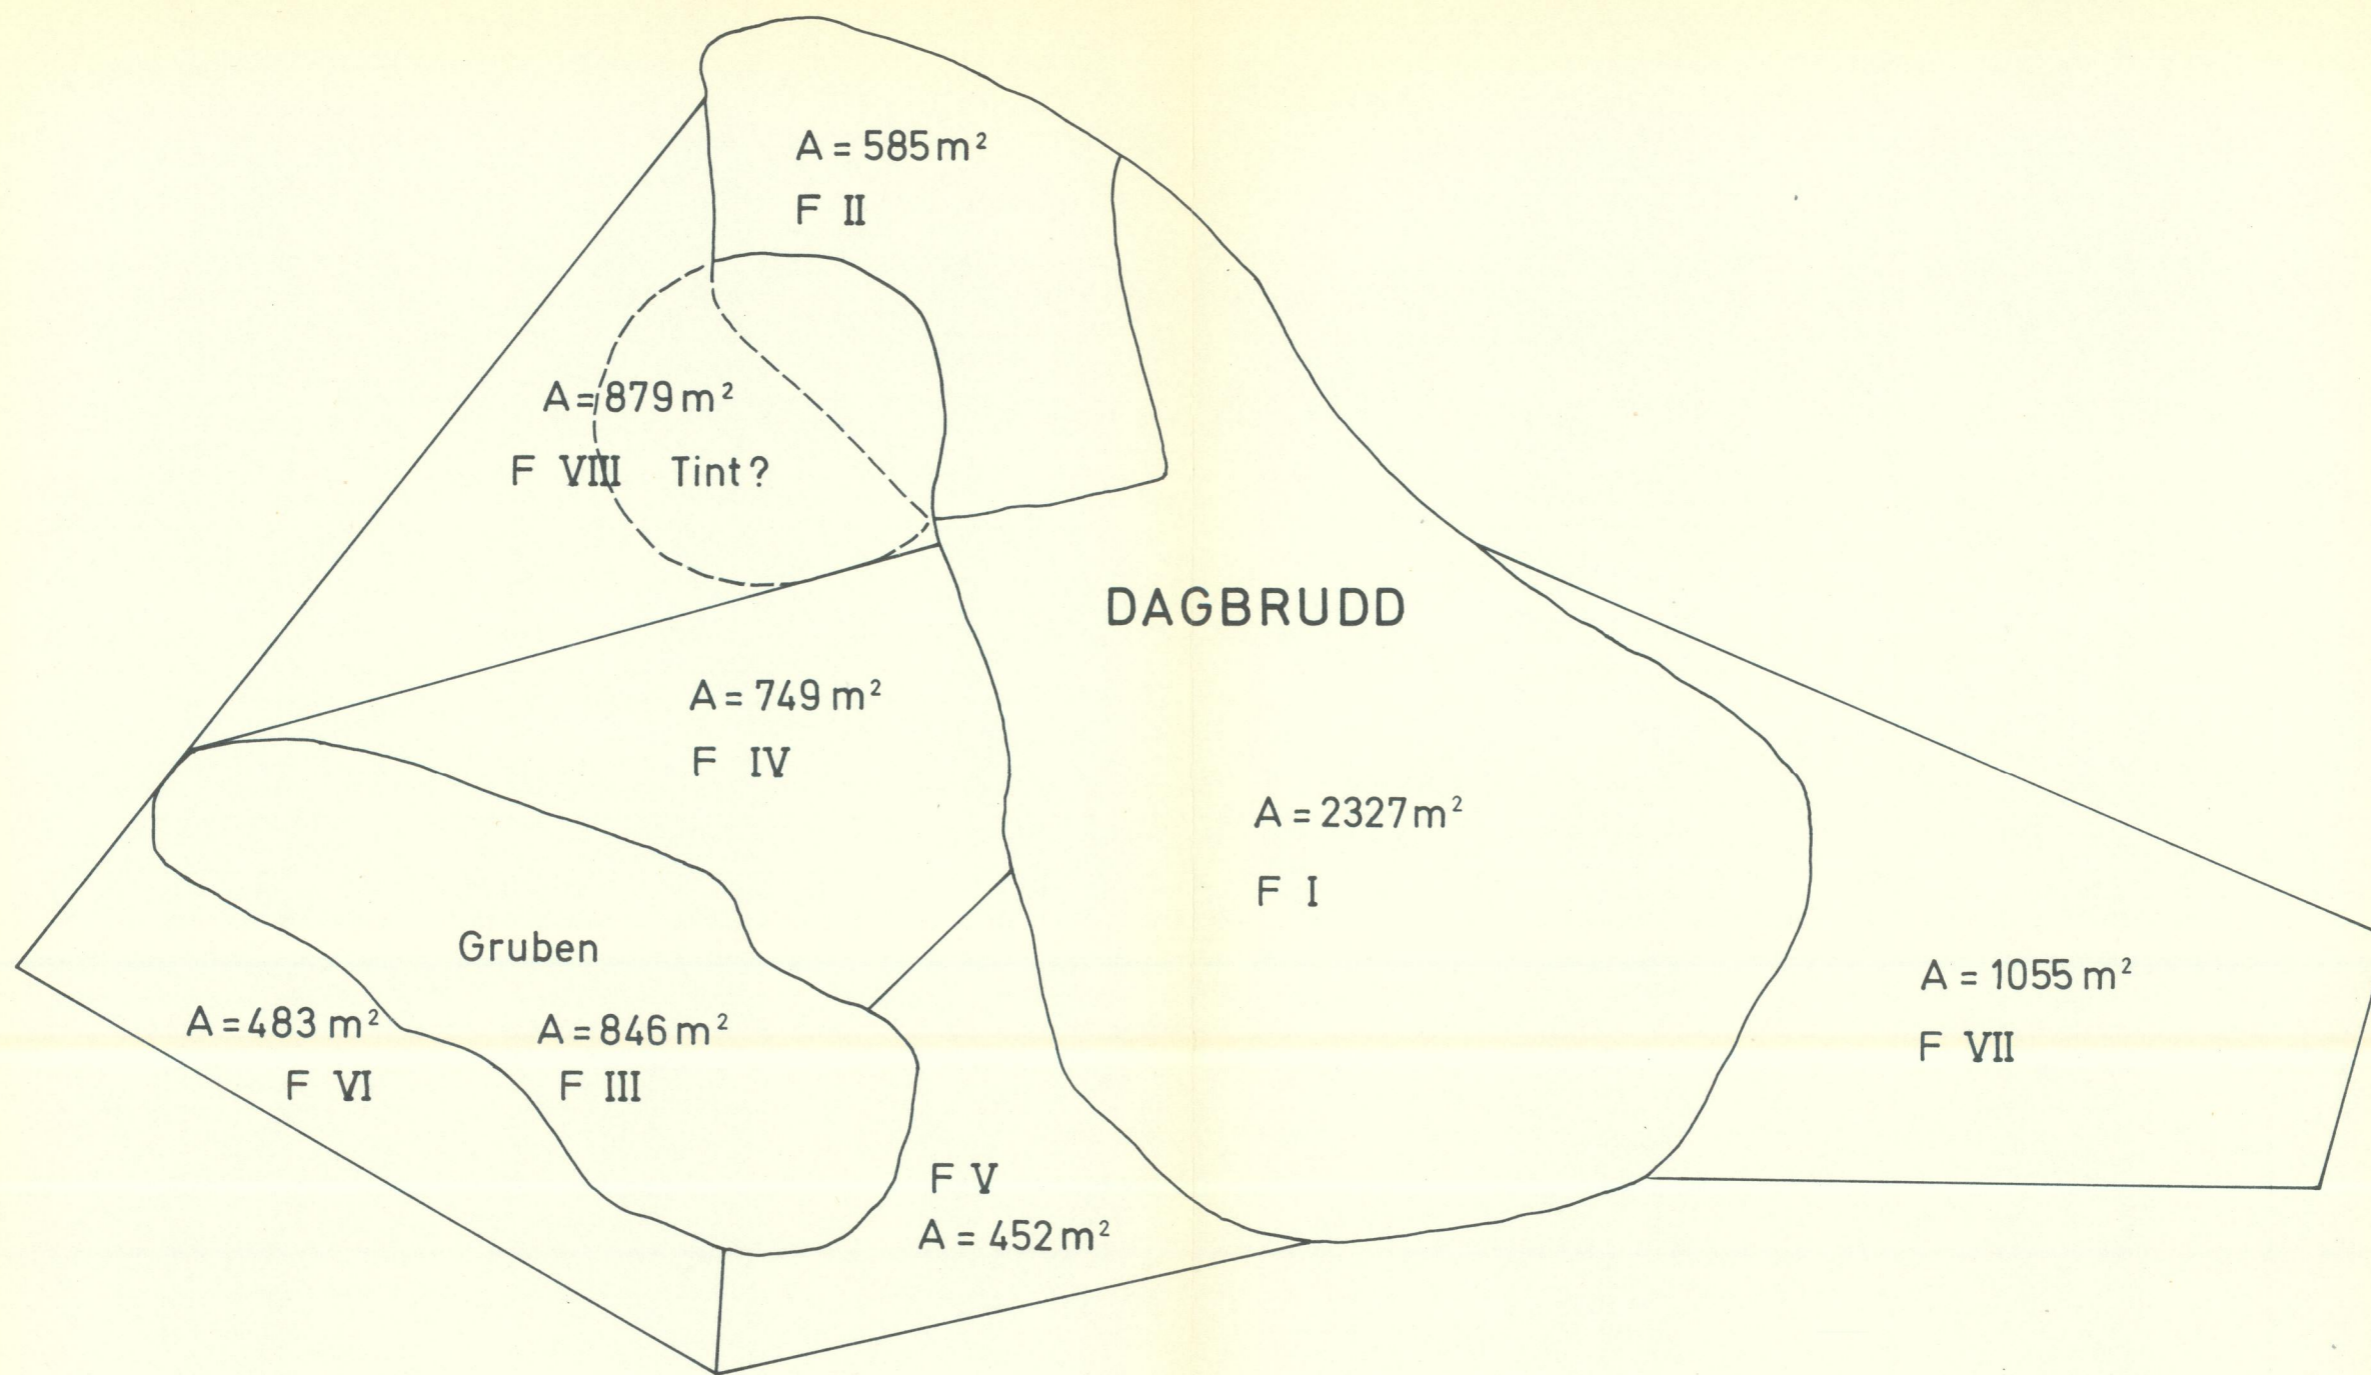 A = 585 m²
F II
A = 879 m²
F VIII Tint?
DAGBRUDD
A = 749 m²
F IV
A = 2327 m²
F I
Gruben
A = 483 m²
F VI
A = 846 m²
F III
A = 1055 m²
F VII
F V
A = 452 m²